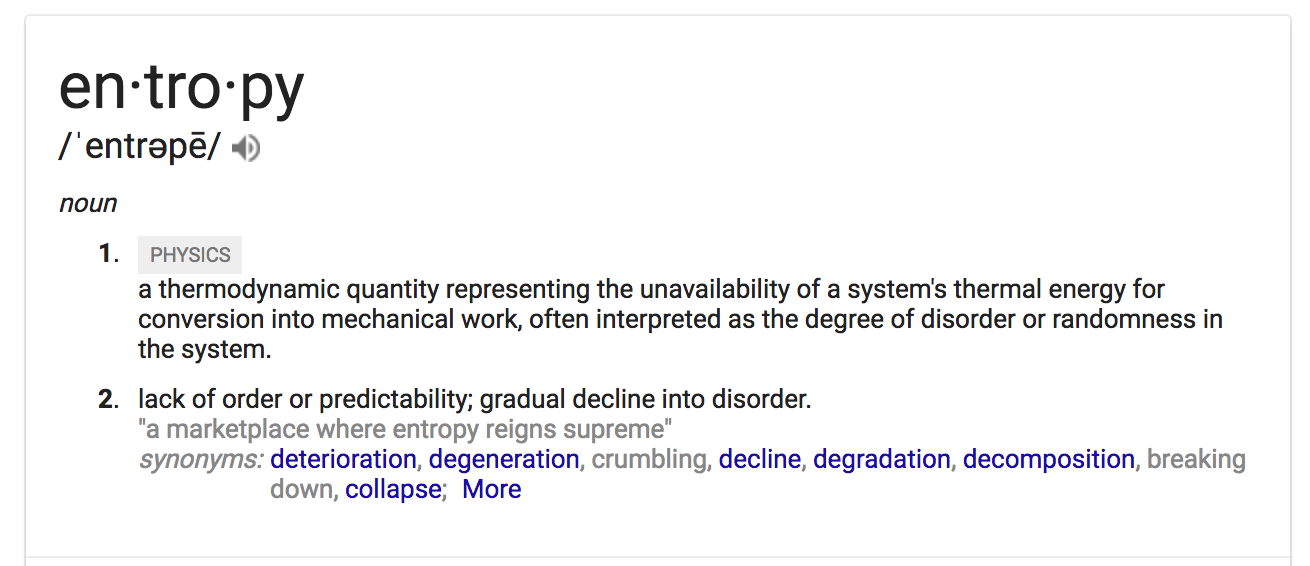 en·tro·py
/ˈentrəpē/
noun
1. PHYSICS
a thermodynamic quantity representing the unavailability of a system's thermal energy for
conversion into mechanical work, often interpreted as the degree of disorder or randomness in
the system.
2. lack of order or predictability; gradual decline into disorder.
"a marketplace where entropy reigns supreme"
synonyms: deterioration, degeneration, crumbling, decline, degradation, decomposition, breaking
down, collapse; More